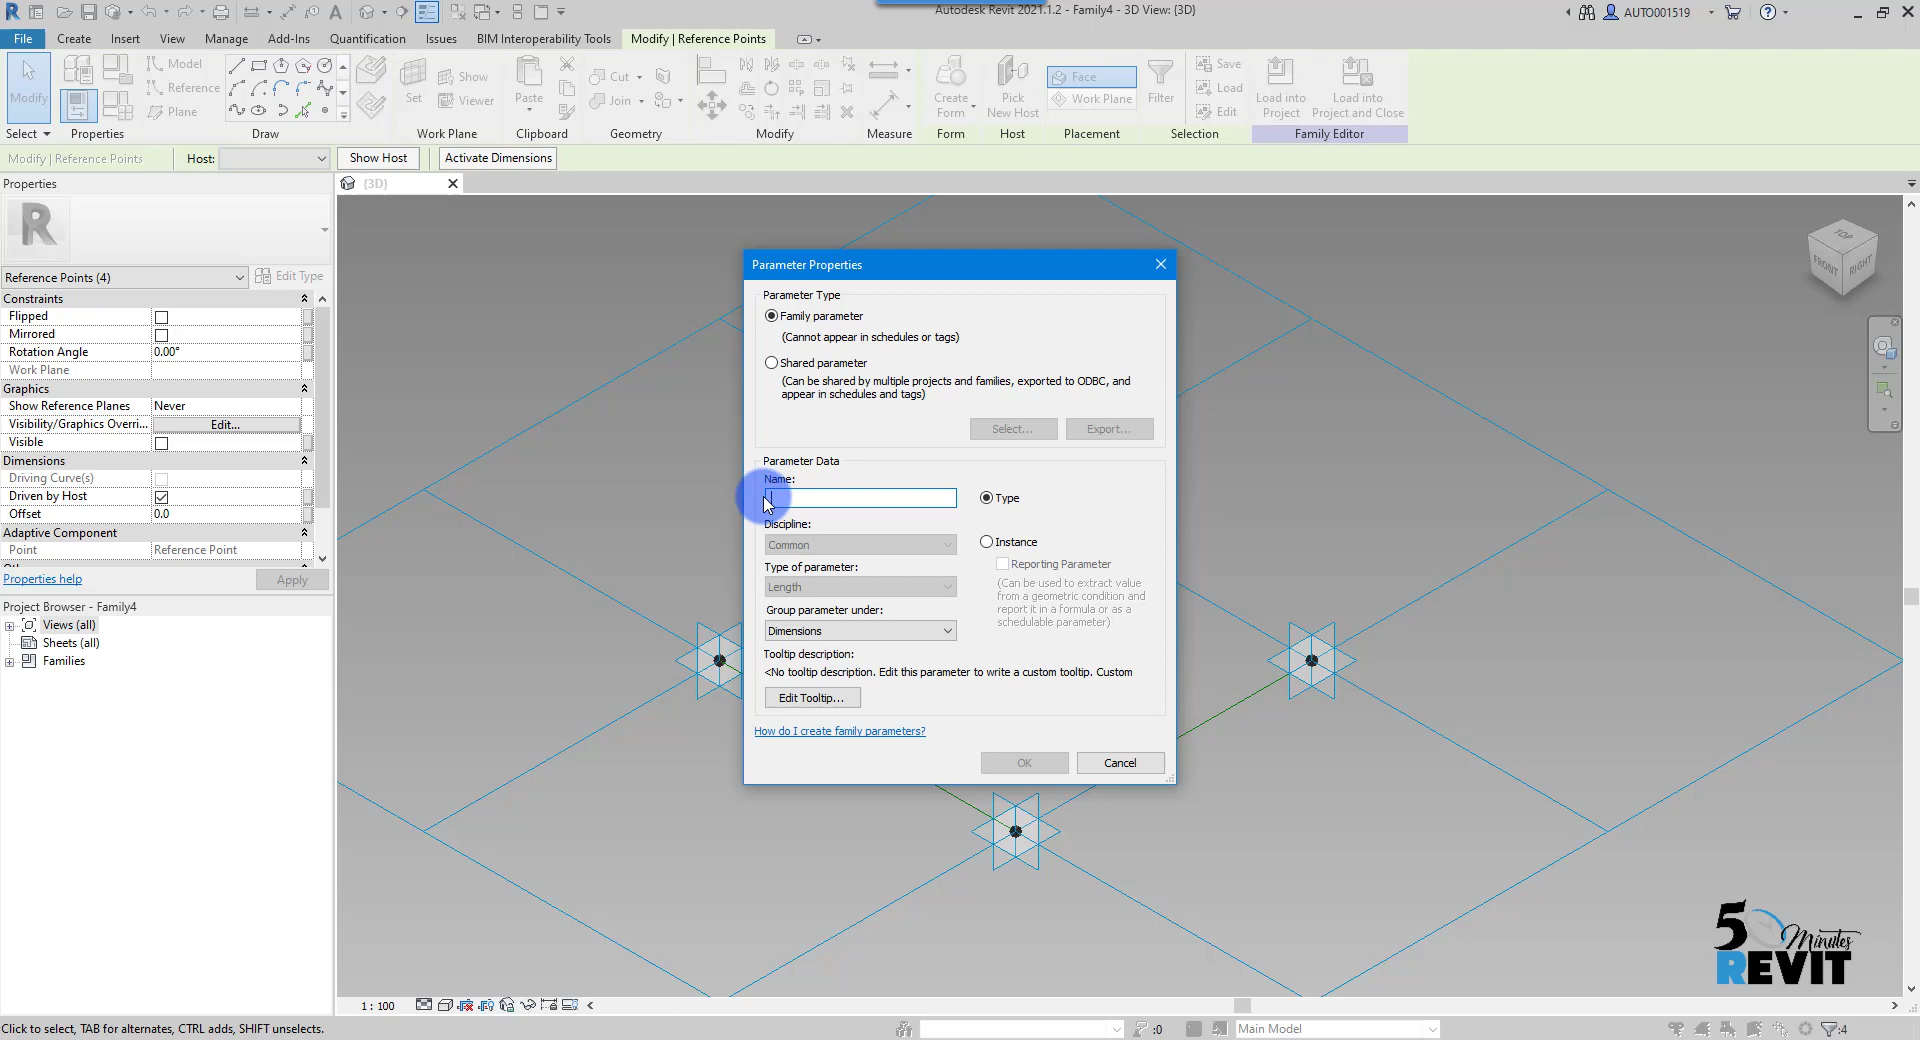 Autodesk Revit 2021.1.2 - Family4 - 3D View: {3D}
AUTO001519
File Create Insert View Manage Add-Ins Quantification Issues BIM Interoperability Tools Modify | Reference Points
Modify
Model
Reference
Plane
Set
Show
Viewer
Paste
Cut
Join
Create
Form
Pick
New Host
Face
Work Plane
Filter
Save
Load
Edit
Load into
Project
Load into
Project and Close
Select Properties Draw Work Plane Clipboard Geometry Modify Measure Form Host Placement Selection Family Editor
Modify | Reference Points Host: Show Host Activate Dimensions
Properties
{3D}
R
Reference Points (4) Edit Type
Constraints
Flipped
Mirrored
Rotation Angle 0.00°
Work Plane
Graphics
Show Reference Planes Never
Visibility/Graphics Overri... Edit...
Visible
Dimensions
Driving Curve(s)
Driven by Host
Offset 0.0
Adaptive Component
Point Reference Point
Properties help Apply
Project Browser - Family4
Views (all)
Sheets (all)
Families
Parameter Properties
Parameter Type
Family parameter
(Cannot appear in schedules or tags)
Shared parameter
(Can be shared by multiple projects and families, exported to ODBC, and
appear in schedules and tags)
Select... Export...
Parameter Data
Name:
Type
Discipline:
Common
Instance
Type of parameter:
Reporting Parameter
Length
(Can be used to extract value
from a geometric condition and
report it in a formula or as a
schedulable parameter)
Group parameter under:
Dimensions
Tooltip description:
<No tooltip description. Edit this parameter to write a custom tooltip. Custom
Edit Tooltip...
How do I create family parameters?
OK Cancel
TOP
FRONT RIGHT
5 Minutes
REVIT
1 : 100
Click to select, TAB for alternates, CTRL adds, SHIFT unselects.
:0 Main Model :4